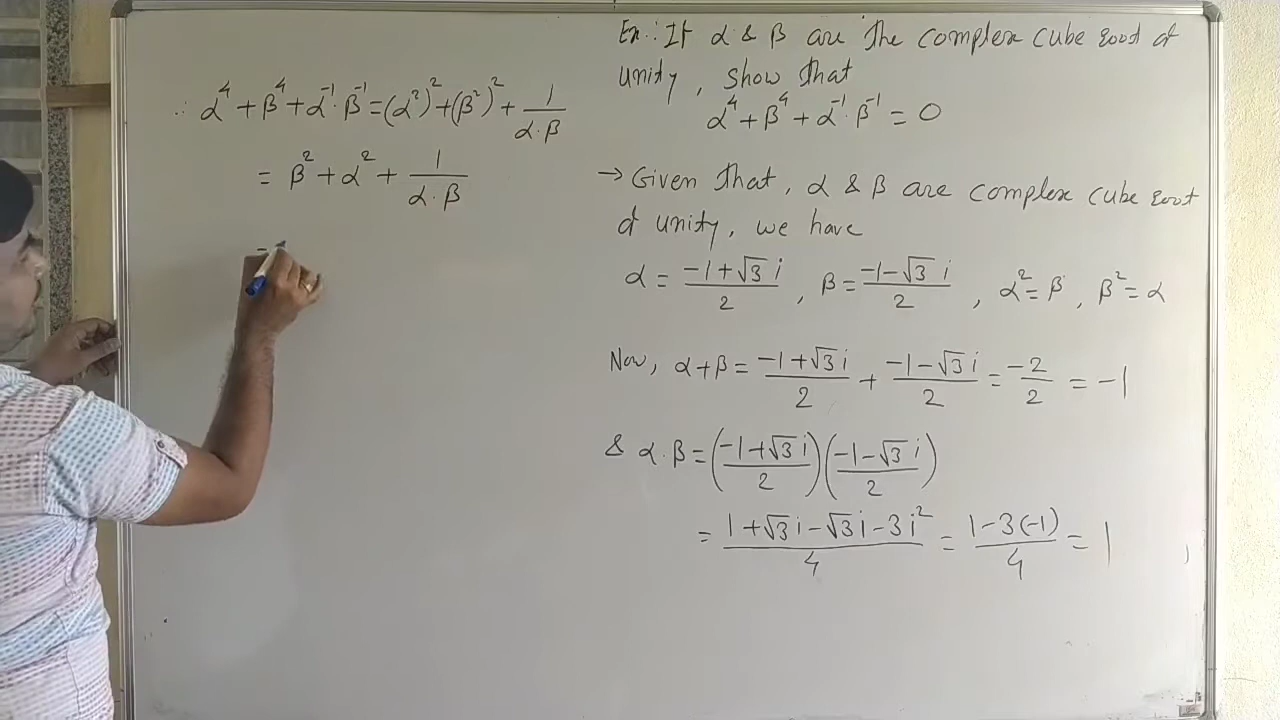 Ex.: If α & β are the complex cube root of
unity, show that
α⁴ + β⁴ + α⁻¹ · β⁻¹ = 0
→ Given that, α & β are complex cube root
of unity, we have
α = (-1+√3 i)/2 , β = (-1-√3 i)/2 , α² = β , β² = α
Now, α+β = (-1+√3 i)/2 + (-1-√3 i)/2 = -2/2 = -1
& α·β = ((-1+√3 i)/2)((-1-√3 i)/2)
= (1+√3 i-√3 i-3i²)/4 = (1-3(-1))/4 = 1 ,
∴ α⁴ + β⁴ + α⁻¹ · β⁻¹ = (α²)² + (β²)² + 1/(α·β)
= β² + α² + 1/(α·β)
=